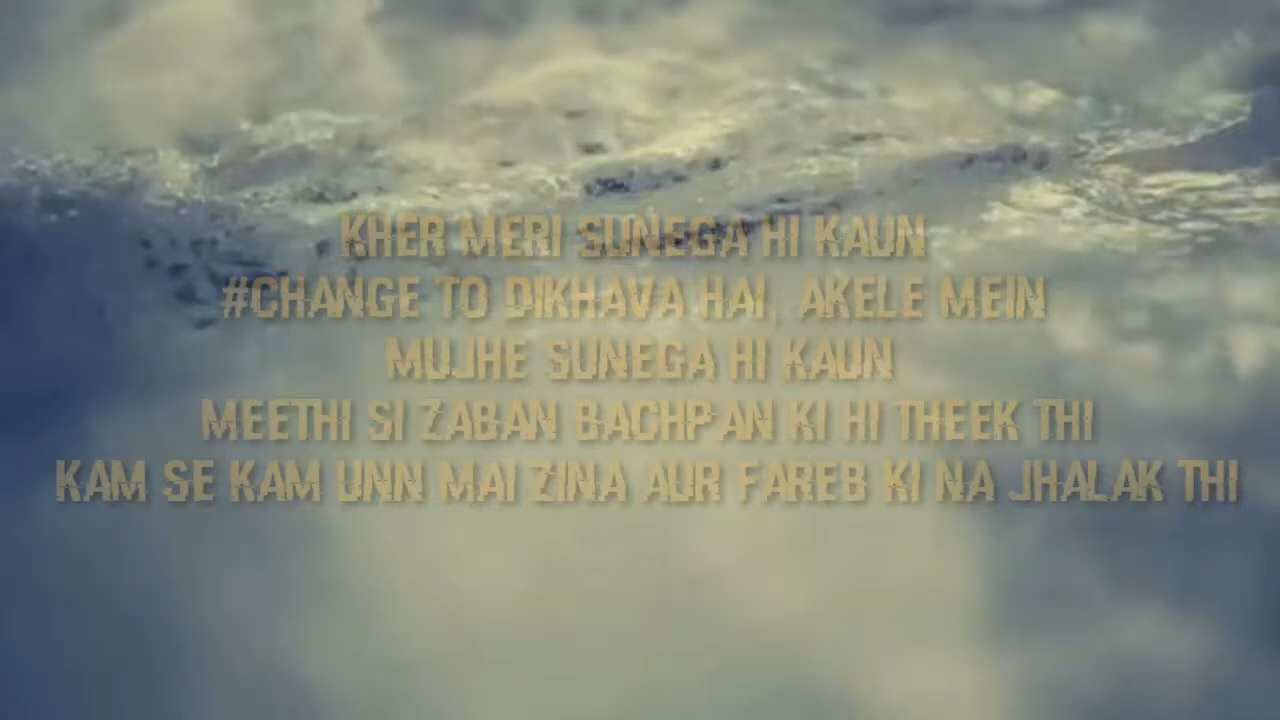 KHER MERI SUNEGA HI KAUN
#CHANGE TO DIKHAVA HAI, AKELE MEIN
MUJHE SUNEGA HI KAUN
MEETHI SI ZABAN BACHPAN KI HI THEEK THI
KAM SE KAM UNN MAI ZINA AUR FAREB KI NA JHALAK THI